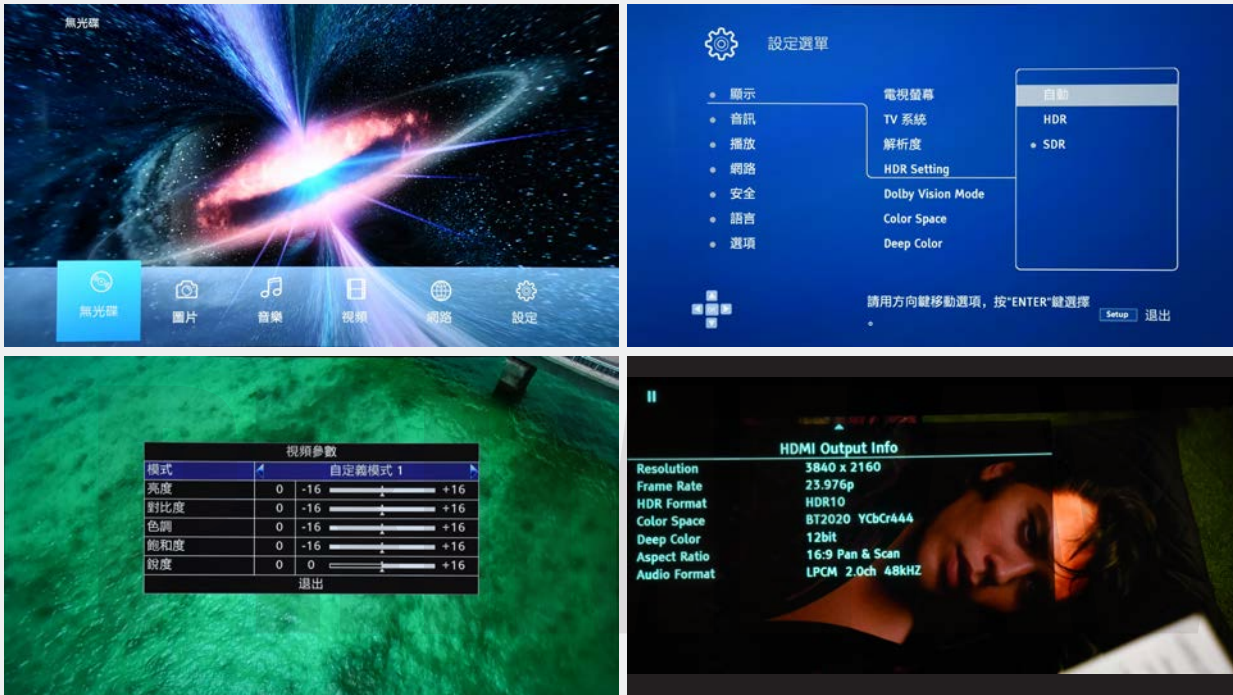 無光碟
無光碟
圖片
音樂
視頻
網路
設定
設定選單
顯示
音訊
播放
網路
安全
語言
選項
電視螢幕
TV 系統
解析度
HDR Setting
Dolby Vision Mode
Color Space
Deep Color
自動
HDR
SDR
請用方向鍵移動選項，按"ENTER"鍵選擇
。
Setup 退出
視頻參數
模式 自定義模式 1
亮度 0 -16 +16
對比度 0 -16 +16
色調 0 -16 +16
飽和度 0 -16 +16
銳度 0 0 +16
退出
HDMI Output Info
Resolution 3840 x 2160
Frame Rate 23.976p
HDR Format HDR10
Color Space BT2020 YCbCr444
Deep Color 12bit
Aspect Ratio 16:9 Pan & Scan
Audio Format LPCM 2.0ch 48kHZ